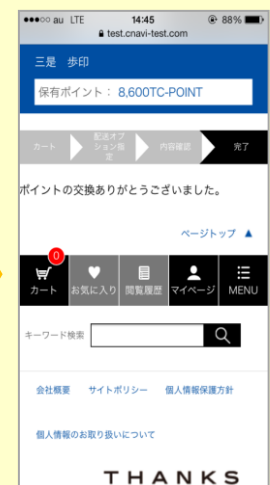 au LTE 14:45 88%
test.cnavi-test.com
三是 歩印
保有ポイント： 8,600TC-POINT
カート 配送オプション指定 内容確認 完了
ポイントの交換ありがとうございました。
ページトップ ▲
0
カート お気に入り 閲覧履歴 マイページ MENU
キーワード検索
会社概要 サイトポリシー 個人情報保護方針
個人情報のお取り扱いについて
THANKS